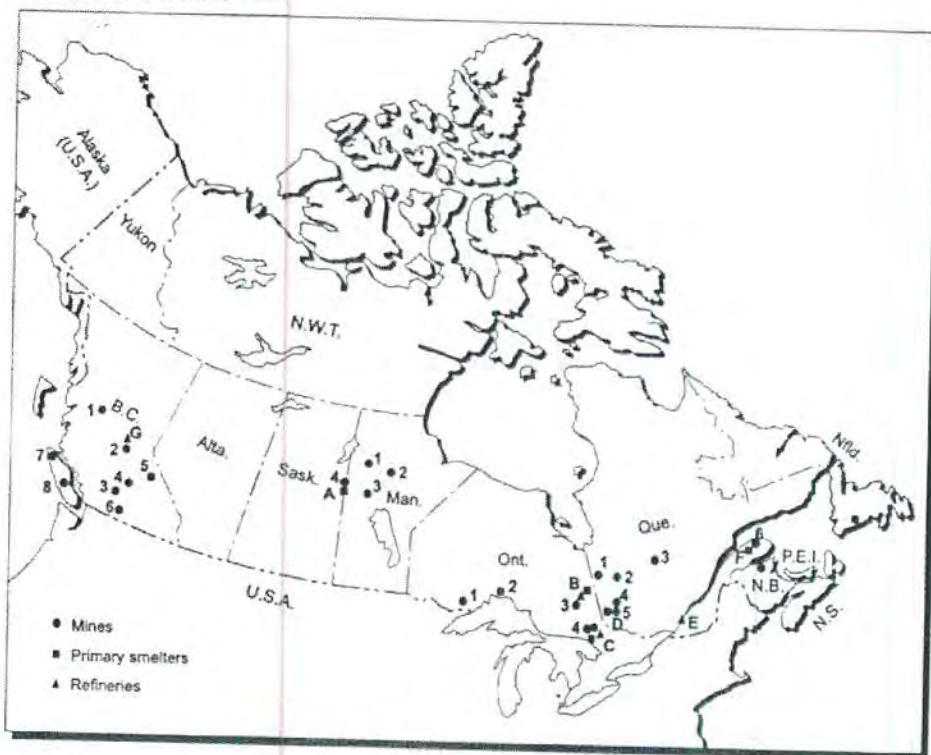 Alaska
(U.S.A.)
Yukon
N.W.T.
1 B.C.
G
2
7
5
4
8
3
6
Alta.
Sask.
4
A
1
2
3
Man.
Nfld.
Que.
3
Ont.
1
2
B
3
4
5
D
4
C
1
2
6
F
P.E.I.
N.B.
E
N.S.
U.S.A.
Mines
Primary smelters
Refineries